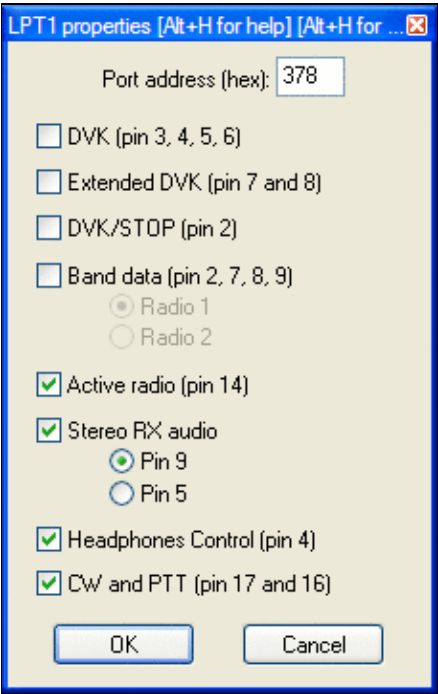 LPT1 properties [Alt+H for help] [Alt+H for ...
Port address (hex): 378
DVK (pin 3, 4, 5, 6)
Extended DVK (pin 7 and 8)
DVK/STOP (pin 2)
Band data (pin 2, 7, 8, 9)
Radio 1
Radio 2
Active radio (pin 14)
Stereo RX audio
Pin 9
Pin 5
Headphones Control (pin 4)
CW and PTT (pin 17 and 16)
OK Cancel